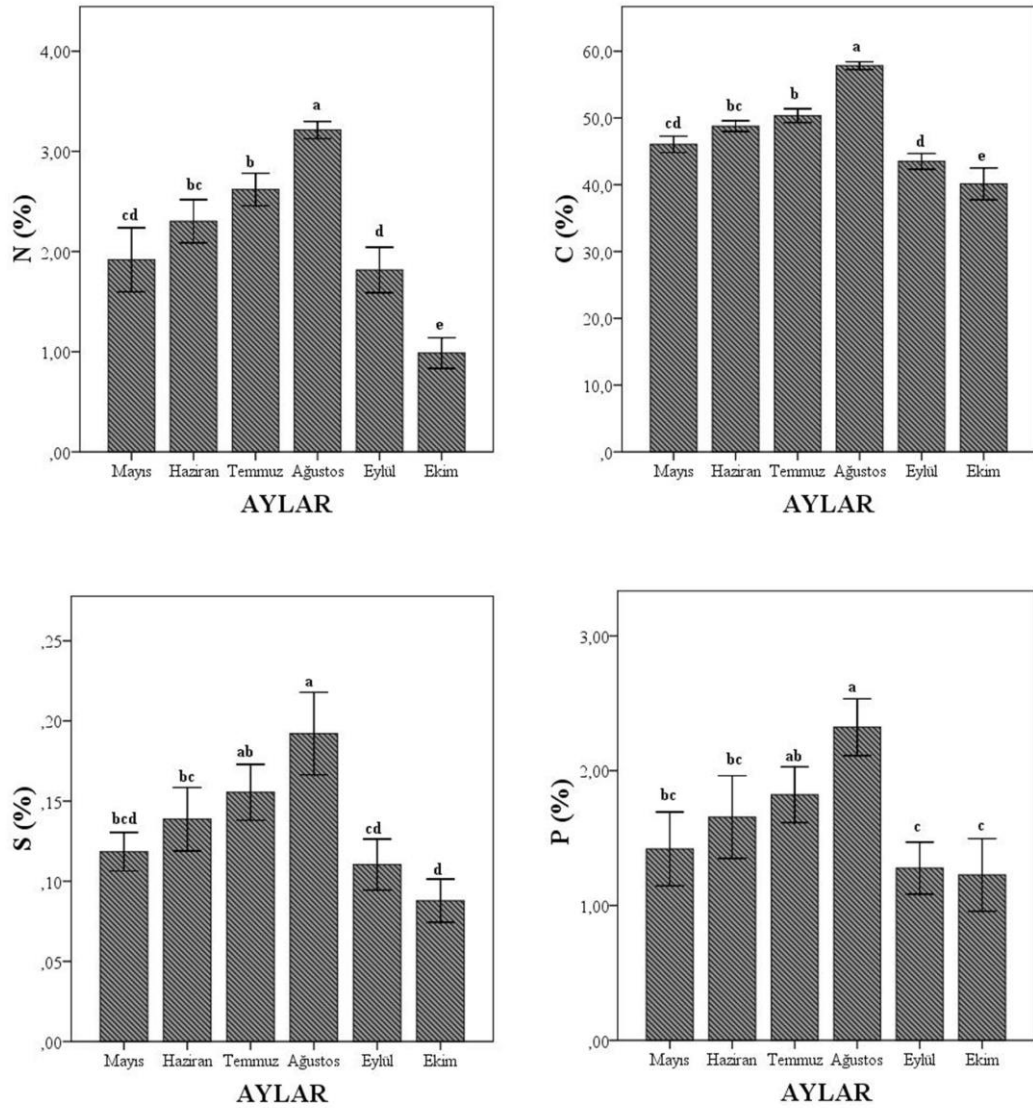 4,00
3,00
2,00
1,00
,00
N (%)
cd
bc
b
a
d
e
Mayıs Haziran Temmuz Ağustos Eylül Ekim
AYLAR
60,0
50,0
40,0
30,0
20,0
10,0
,0
C (%)
cd
bc
b
a
d
e
Mayıs Haziran Temmuz Ağustos Eylül Ekim
AYLAR
,25
,20
,15
,10
,05
,00
S (%)
bcd
bc
ab
a
cd
d
Mayıs Haziran Temmuz Ağustos Eylül Ekim
AYLAR
3,00
2,00
1,00
,00
P (%)
bc
bc
ab
a
c
c
Mayıs Haziran Temmuz Ağustos Eylül Ekim
AYLAR